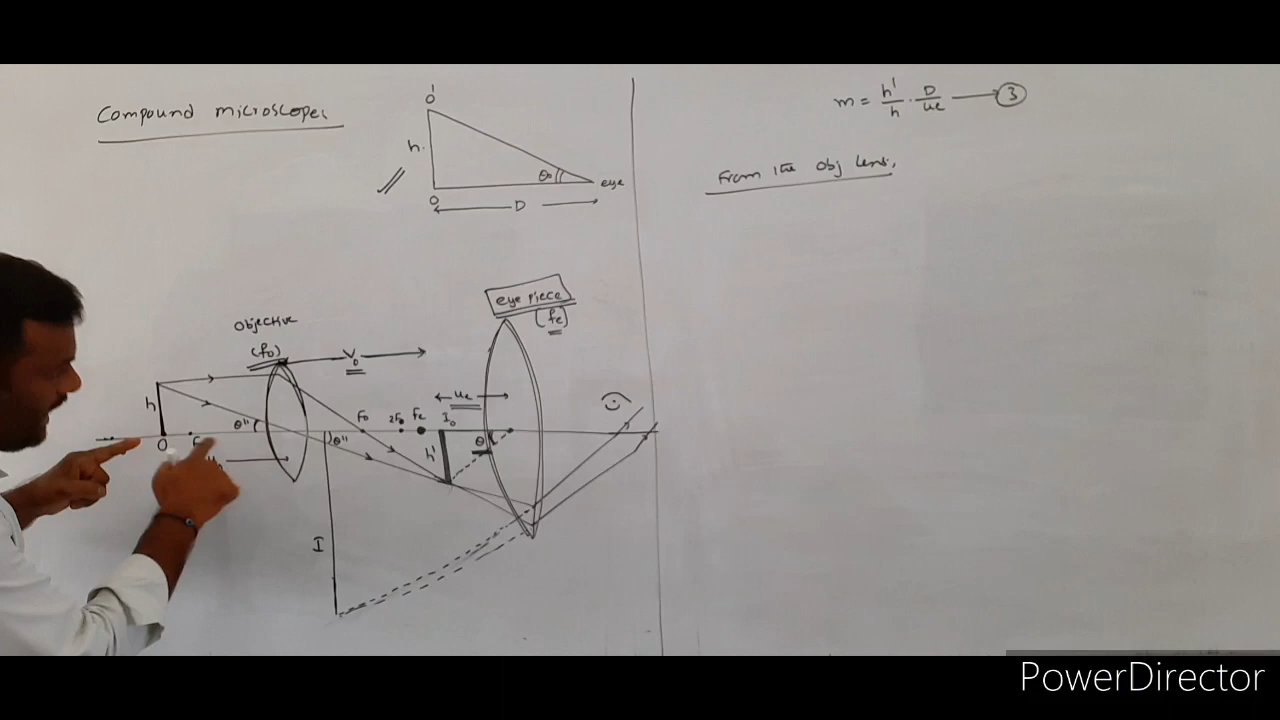 Compound microscopes
O'
h
θ₀
eye
O
D
m = h'/h . D/ue → ③
From the obj lens,
eye piece
(fe)
objective
(f₀)
V₀
ue
h
θ"
θ"
F₀
2F₀
Fe
I₀
θ
O
h'
I
PowerDirector